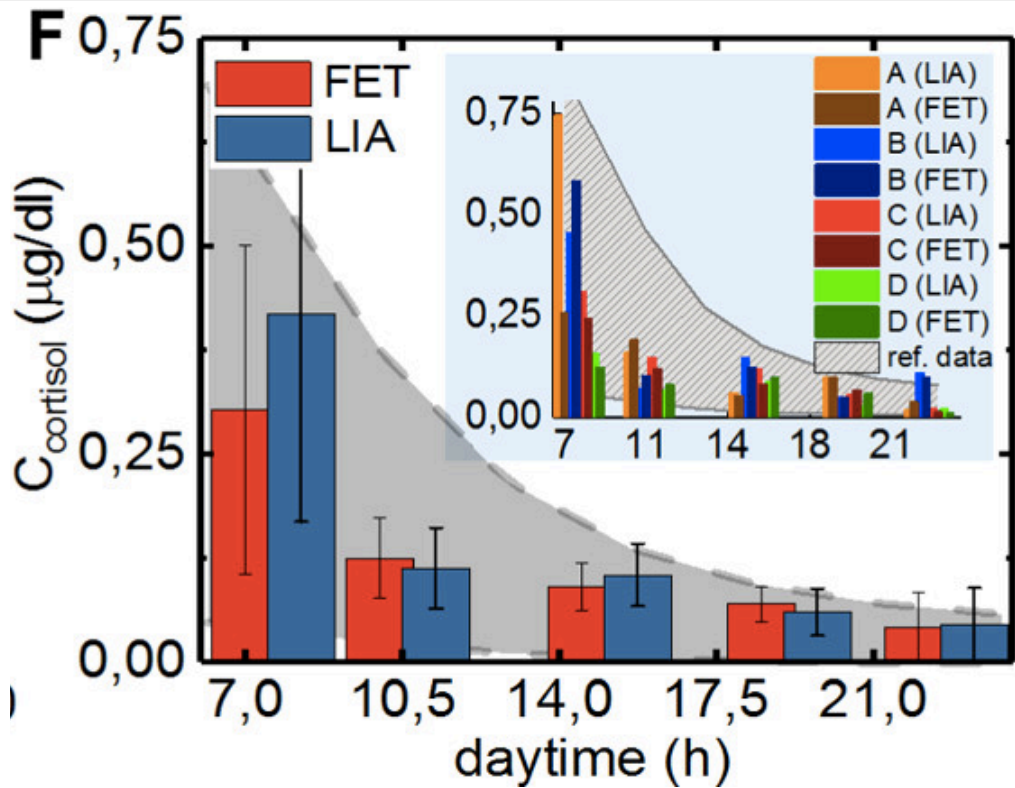 F
0,75
0,50
0,25
0,00
C cortisol (μg/dl)
FET
LIA
0,75
0,50
0,25
0,00
7 11 14 18 21
A (LIA)
A (FET)
B (LIA)
B (FET)
C (LIA)
C (FET)
D (LIA)
D (FET)
ref. data
7,0 10,5 14,0 17,5 21,0
daytime (h)